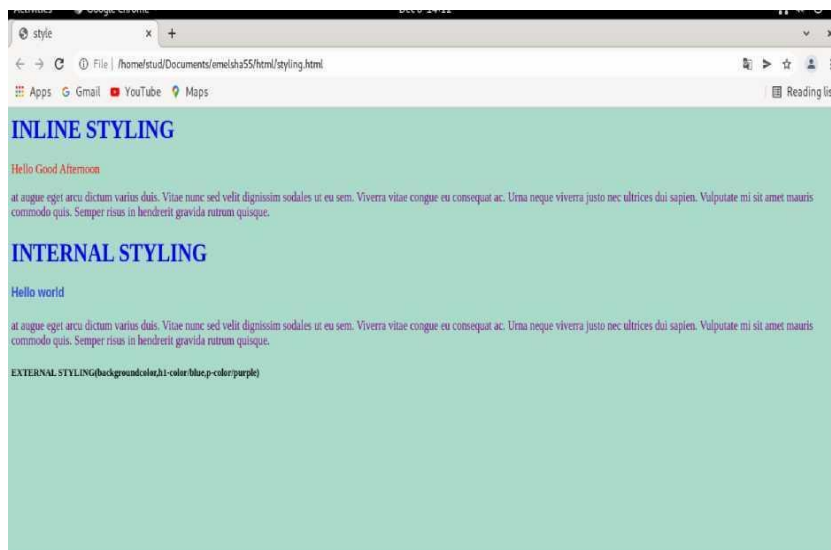 style x +
File | /home/stud/Documents/emelsha55/html/styling.html
Apps G Gmail YouTube Maps Reading lis
INLINE STYLING
Hello Good Afternoon
at augue eget arcu dictum varius duis. Vitae nunc sed velit dignissim sodales ut eu sem. Viverra vitae congue eu consequat ac. Urna neque viverra justo nec ultrices dui sapien. Vulputate mi sit amet mauris
commodo quis. Semper risus in hendrerit gravida rutrum quisque.
INTERNAL STYLING
Hello world
at augue eget arcu dictum varius duis. Vitae nunc sed velit dignissim sodales ut eu sem. Viverra vitae congue eu consequat ac. Urna neque viverra justo nec ultrices dui sapien. Vulputate mi sit amet mauris
commodo quis. Semper risus in hendrerit gravida rutrum quisque.
EXTERNAL STYLING(backgroundcolor,h1-color/blue,p-color/purple)